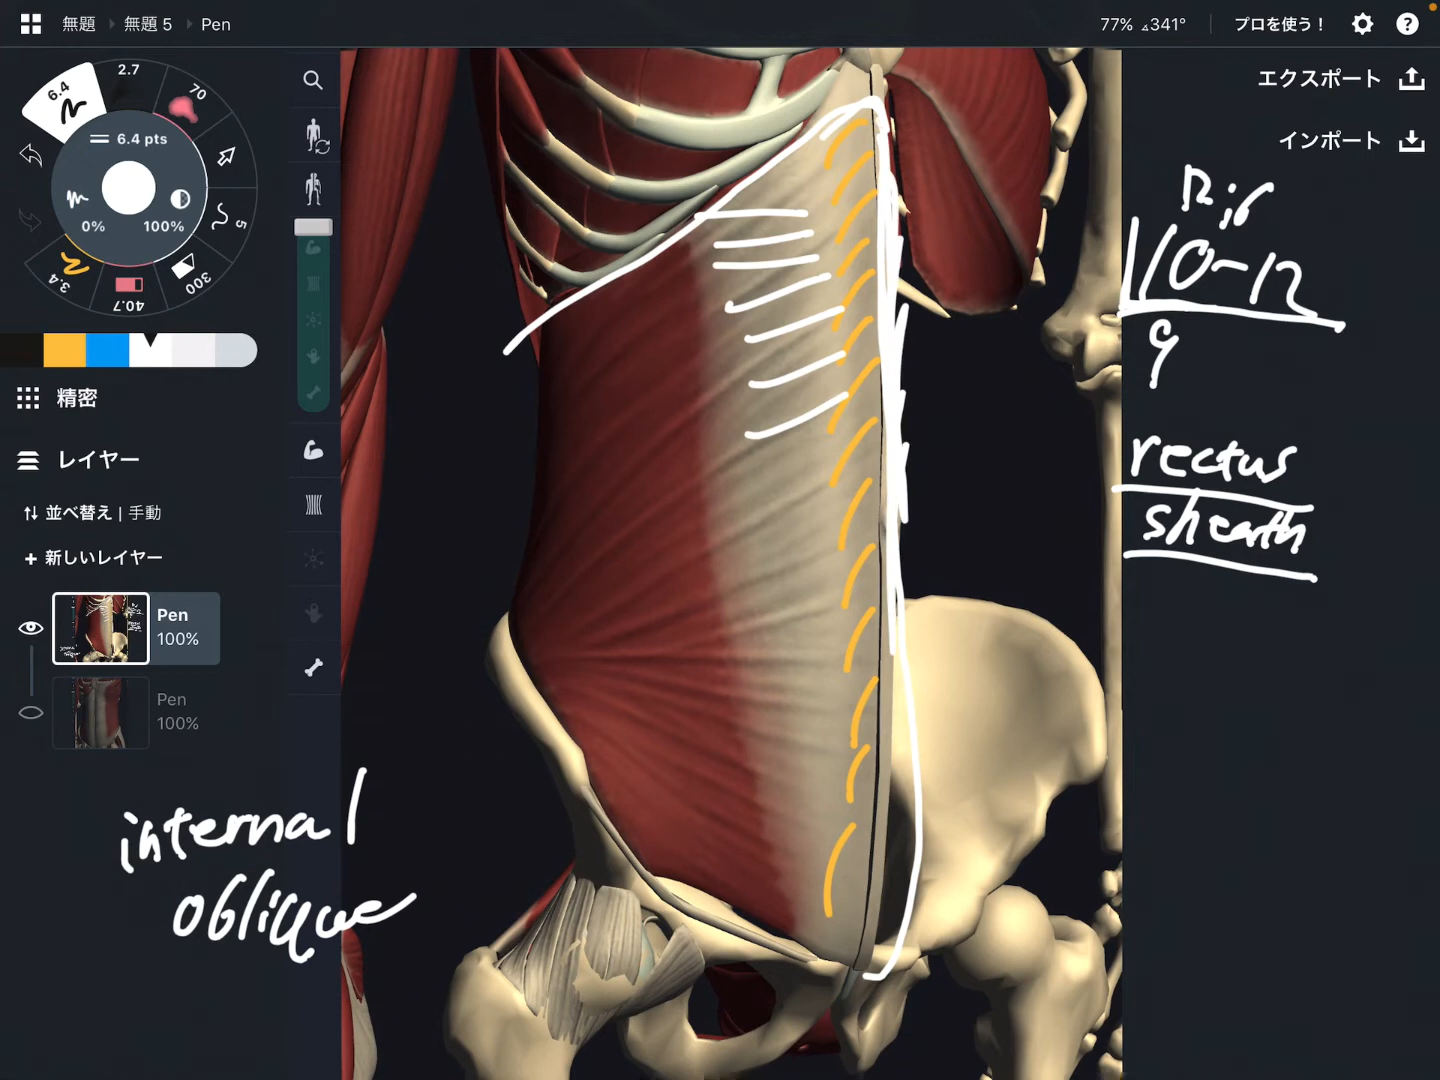 無題 無題 5 Pen
77% ⊿341° プロを使う!
エクスポート
インポート
6.4
2.7
70
5
300
40.7
3.4
6.4 pts
0% 100%
精密
レイヤー
並べ替え | 手動
+ 新しいレイヤー
Pen
100%
Pen
100%
Rib
10-12
9
rectus
sheath
internal
oblique